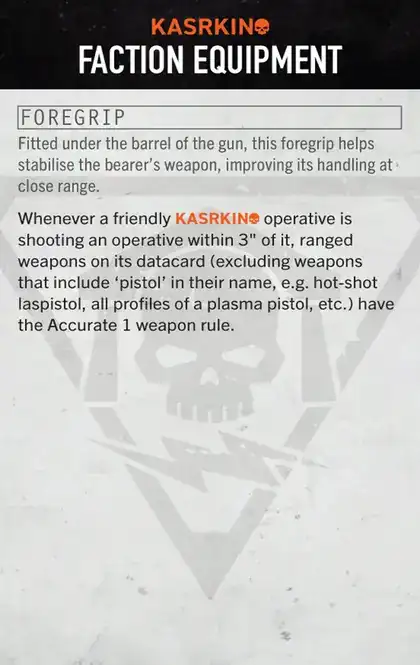 KASRKIN
FACTION EQUIPMENT
FOREGRIP
Fitted under the barrel of the gun, this foregrip helps
stabilise the bearer's weapon, improving its handling at
close range.
Whenever a friendly KASRKIN operative is
shooting an operative within 3" of it, ranged
weapons on its datacard (excluding weapons
that include ‘pistol’ in their name, e.g. hot-shot
laspistol, all profiles of a plasma pistol, etc.) have
the Accurate 1 weapon rule.